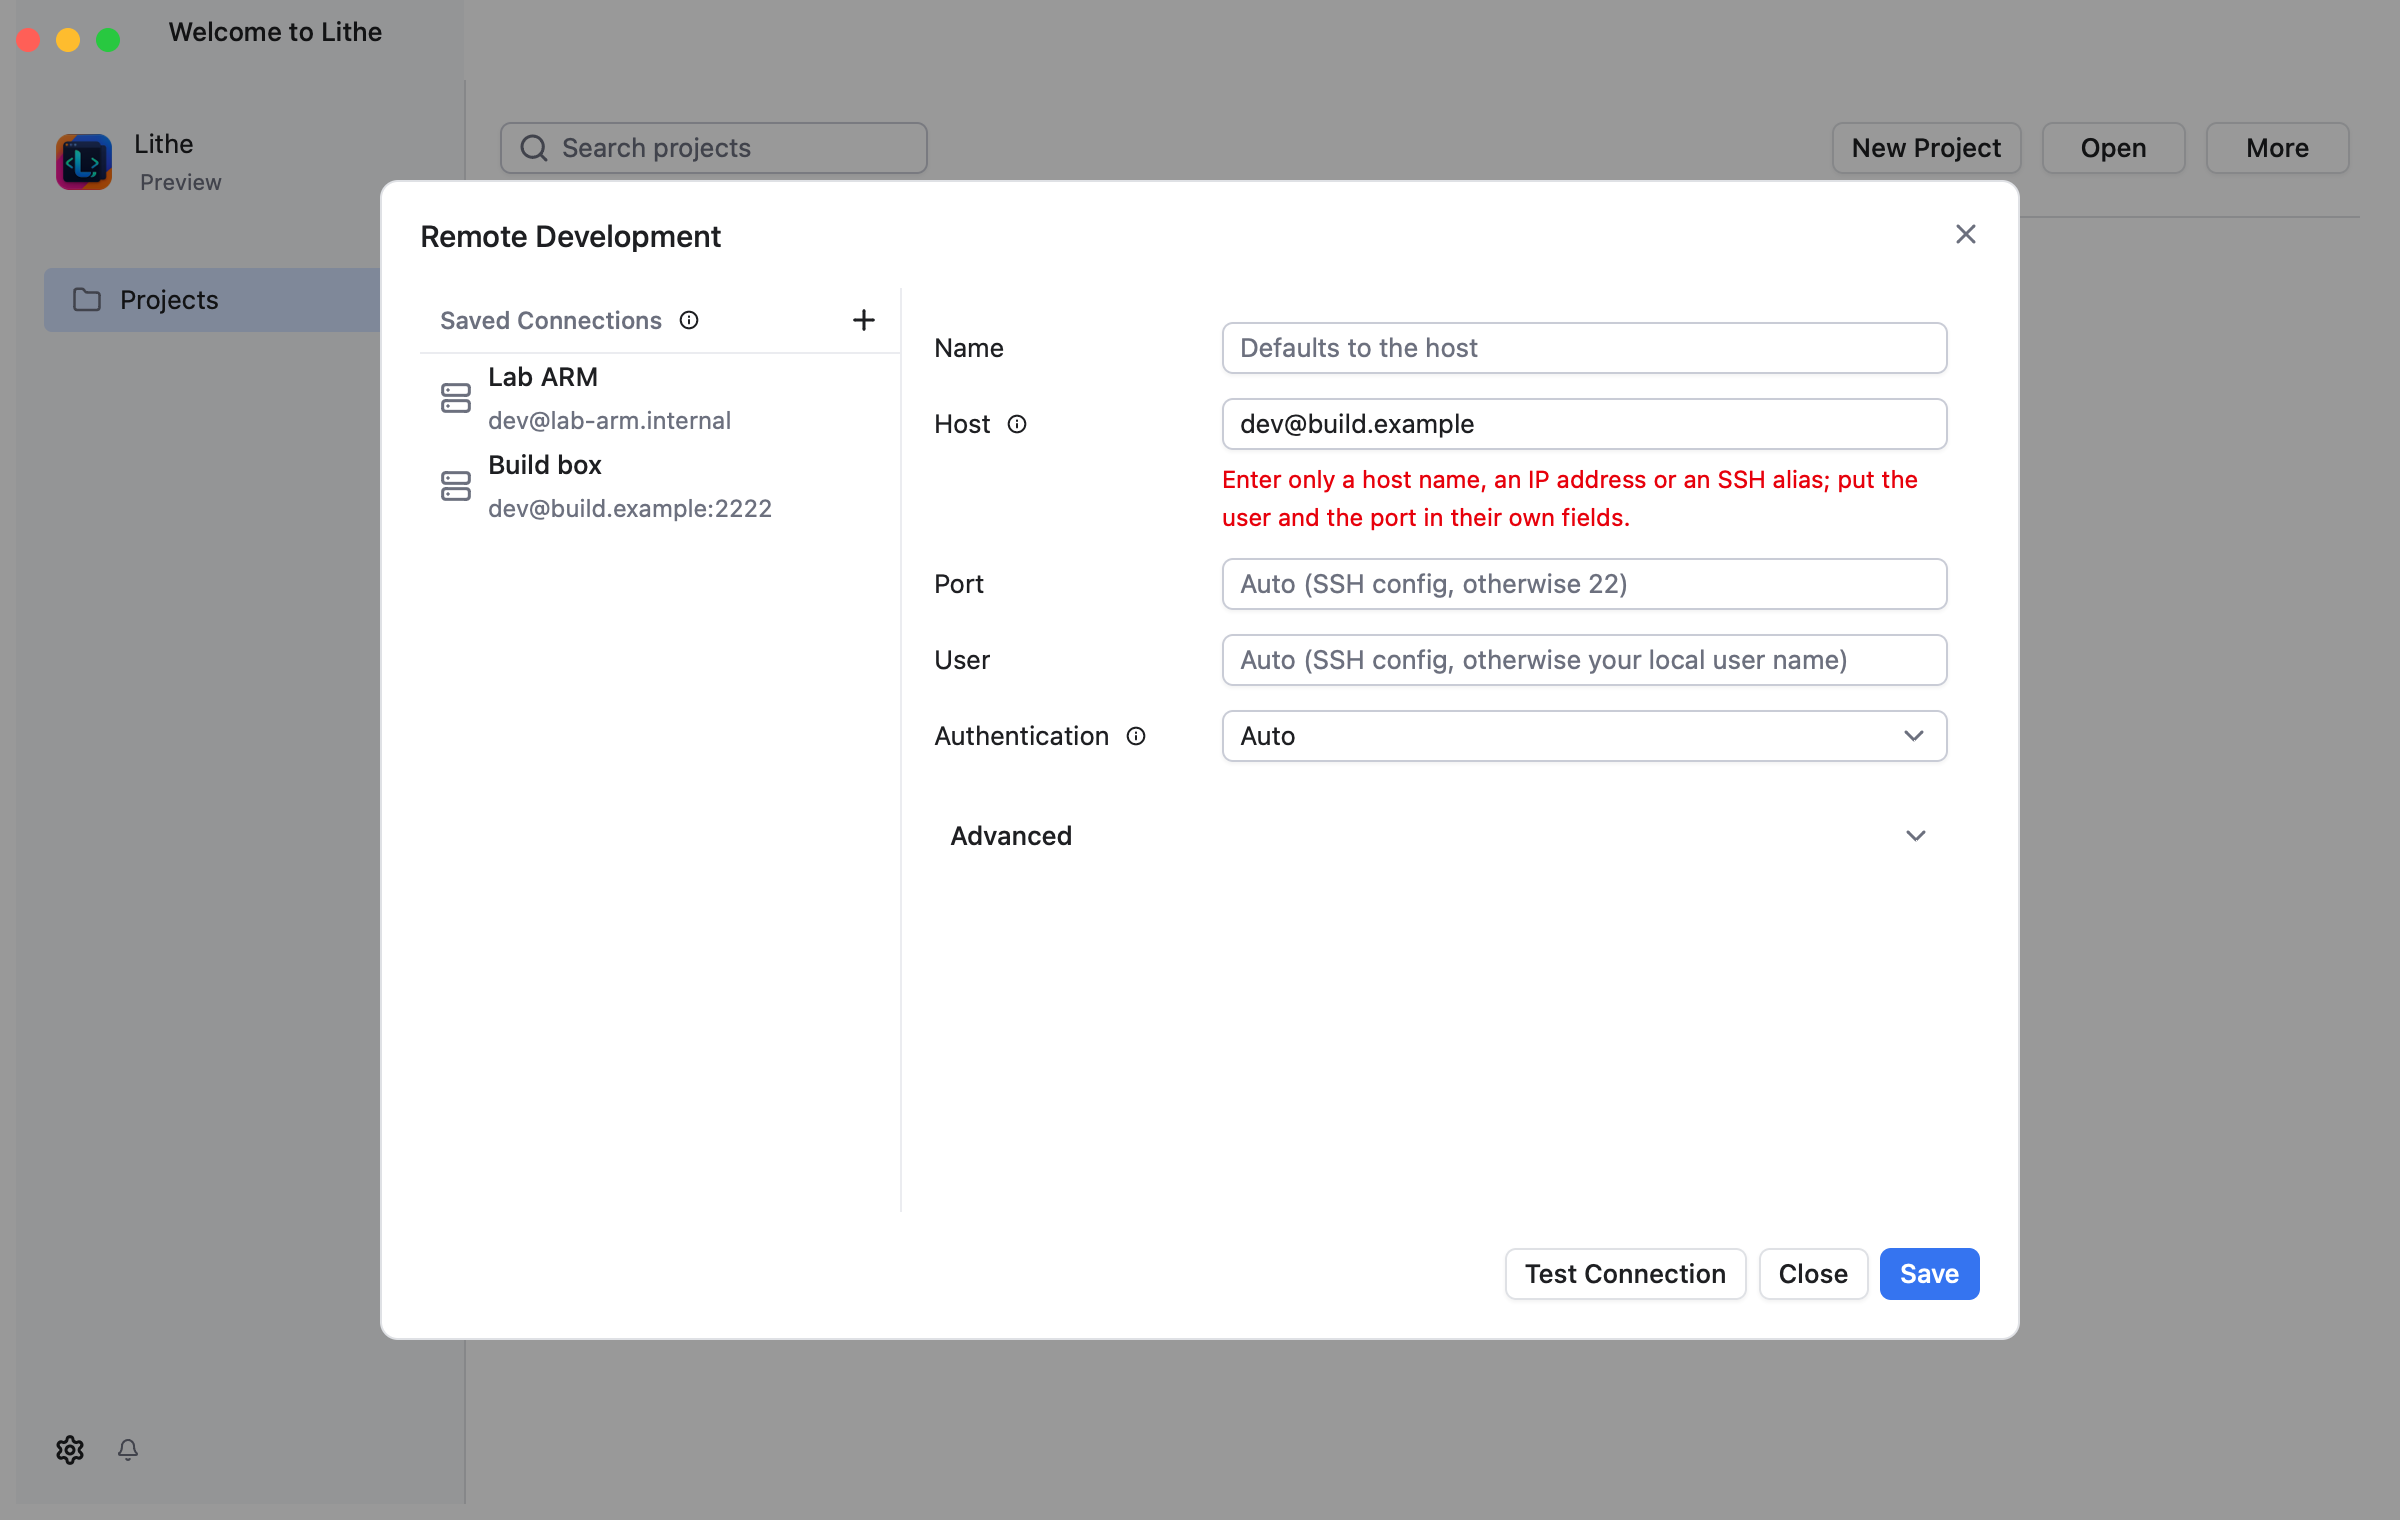 Welcome to Lithe
Lithe
Preview
Search projects
New Project
Open
More
Projects
Remote Development
Saved Connections
Lab ARM
dev@lab-arm.internal
Build box
dev@build.example:2222
Name
Defaults to the host
Host
dev@build.example
Enter only a host name, an IP address or an SSH alias; put the
user and the port in their own fields.
Port
Auto (SSH config, otherwise 22)
User
Auto (SSH config, otherwise your local user name)
Authentication
Auto
Advanced
Test Connection
Close
Save